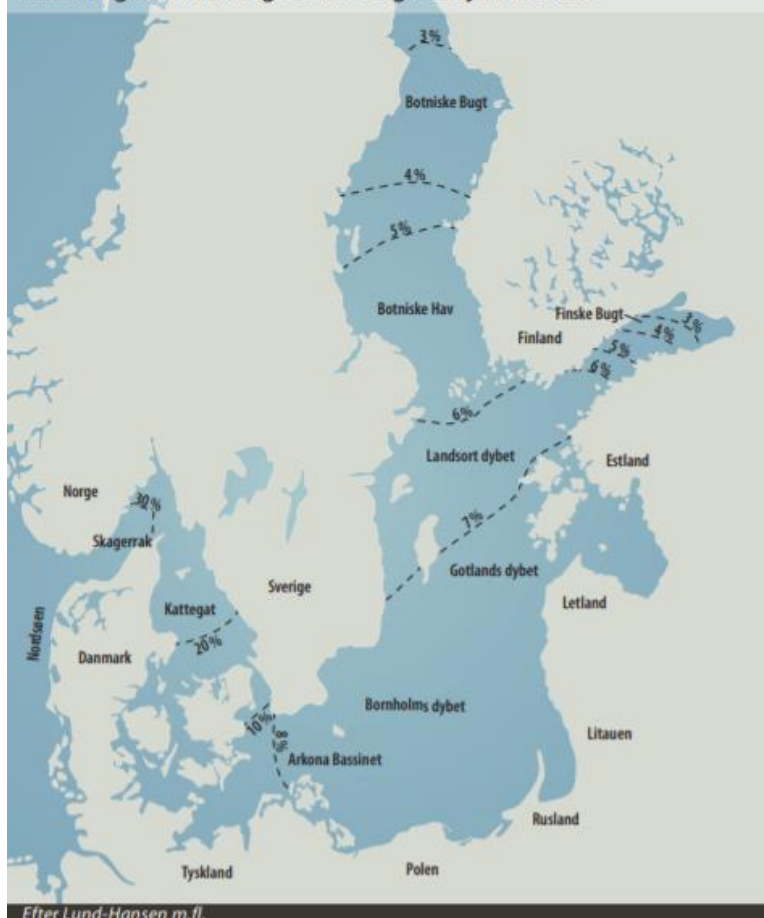 3%
Botniske Bugt
4%
5%
Botniske Hav
Finske Bugt
3%
4%
Finland
5%
6%
6%
Landsort dybet
Estland
Norge
30%
7%
Skagerrak
Gotlands dybet
Sverige
Letland
Kattegat
Nordsøen
20%
Danmark
Bornholms dybet
10%
8%
Litauen
Arkona Bassinet
Rusland
Tyskland
Polen
Efter Lund-Hansen m.fl.